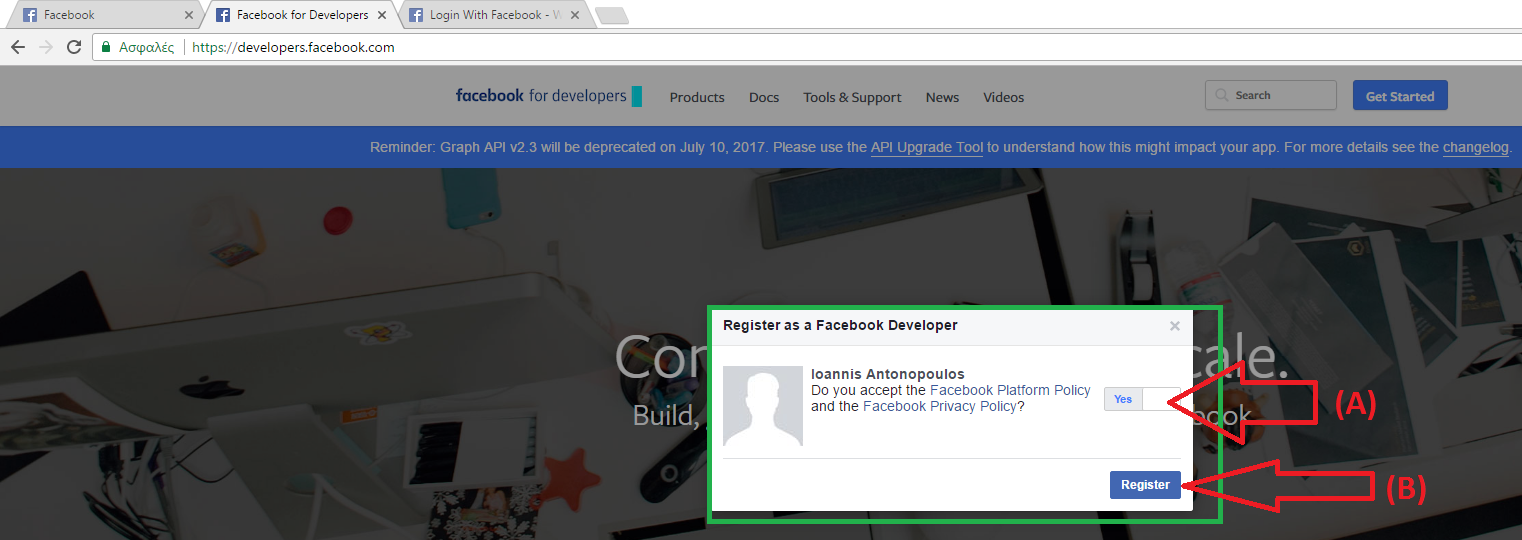 Facebook
Facebook for Developers
Login With Facebook - W
Ασφαλές
https://developers.facebook.com
facebook for developers
Products
Docs
Tools & Support
News
Videos
Search
Get Started
Reminder: Graph API v2.3 will be deprecated on July 10, 2017. Please use the API Upgrade Tool to understand how this might impact your app. For more details see the changelog.
Register as a Facebook Developer
Con
cale.
Ioannis Antonopoulos
Do you accept the Facebook Platform Policy
and the Facebook Privacy Policy?
Yes
(A)
Build,
book
Register
(B)